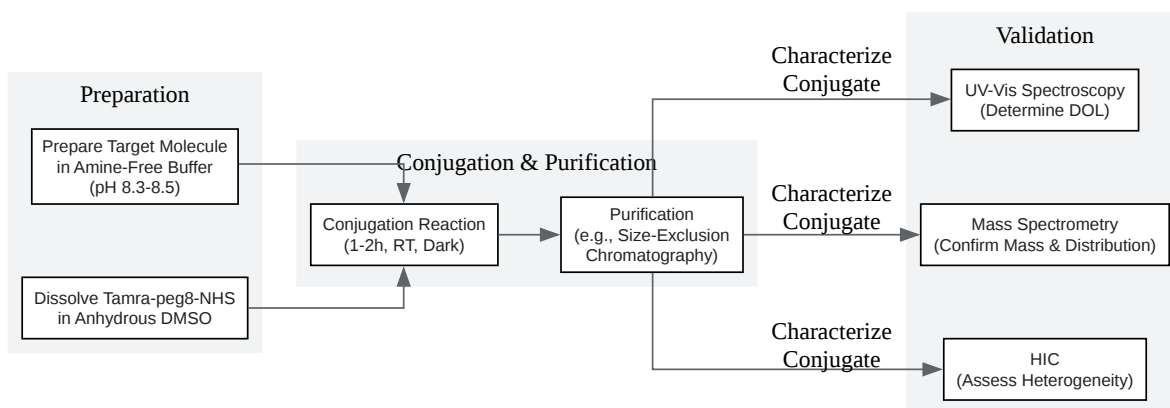 Preparation
Prepare Target Molecule
in Amine-Free Buffer
(pH 8.3-8.5)
Dissolve Tamra-peg8-NHS
in Anhydrous DMSO
Conjugation & Purification
Conjugation Reaction
(1-2h, RT, Dark)
Purification
(e.g., Size-Exclusion
Chromatography)
Characterize
Conjugate
Characterize
Conjugate
Characterize
Conjugate
Validation
UV-Vis Spectroscopy
(Determine DOL)
Mass Spectrometry
(Confirm Mass & Distribution)
HIC
(Assess Heterogeneity)